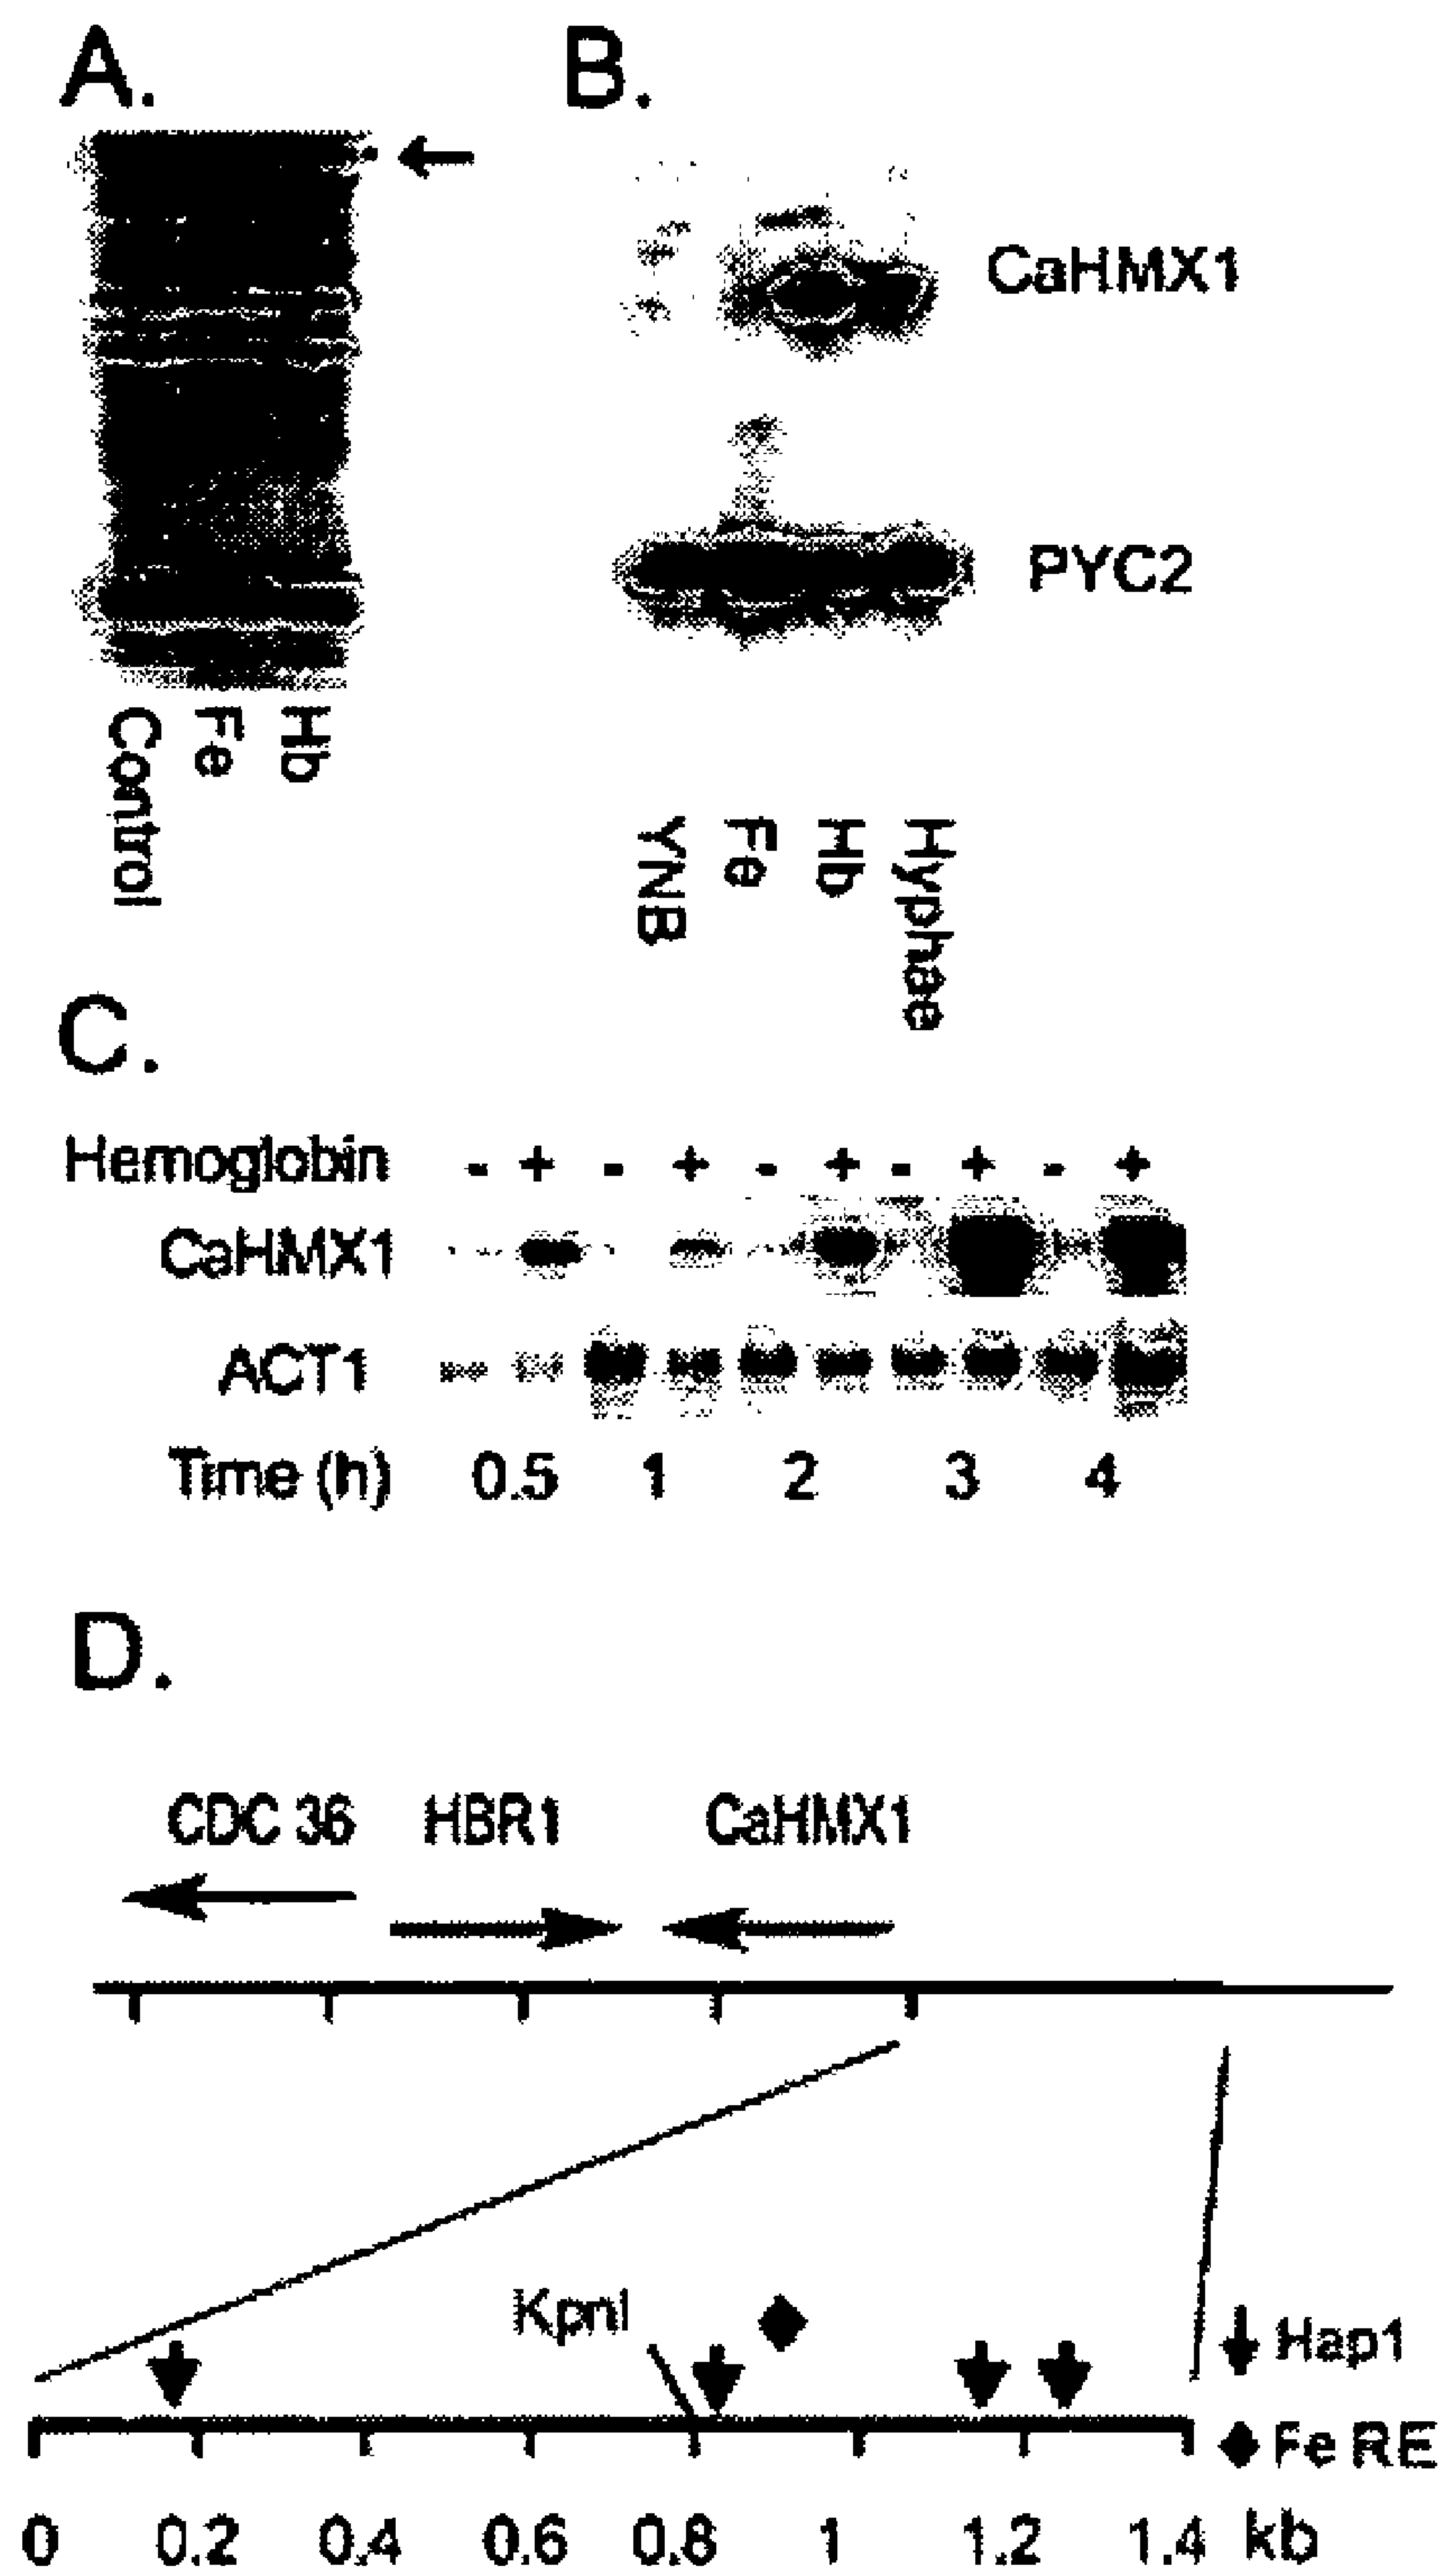 A. B.
CaHMX1
PYC2
Control Fe Hb
YNB Fe Hb Hyphae
C.
Hemoglobin - + - + - + - + - +
CaHMX1
ACT1
Time (h) 0.5 1 2 3 4
D.
CDC 36 HBR1 CaHMX1
KpnI
Hap1
Fe RE
0 0.2 0.4 0.6 0.8 1 1.2 1.4 kb